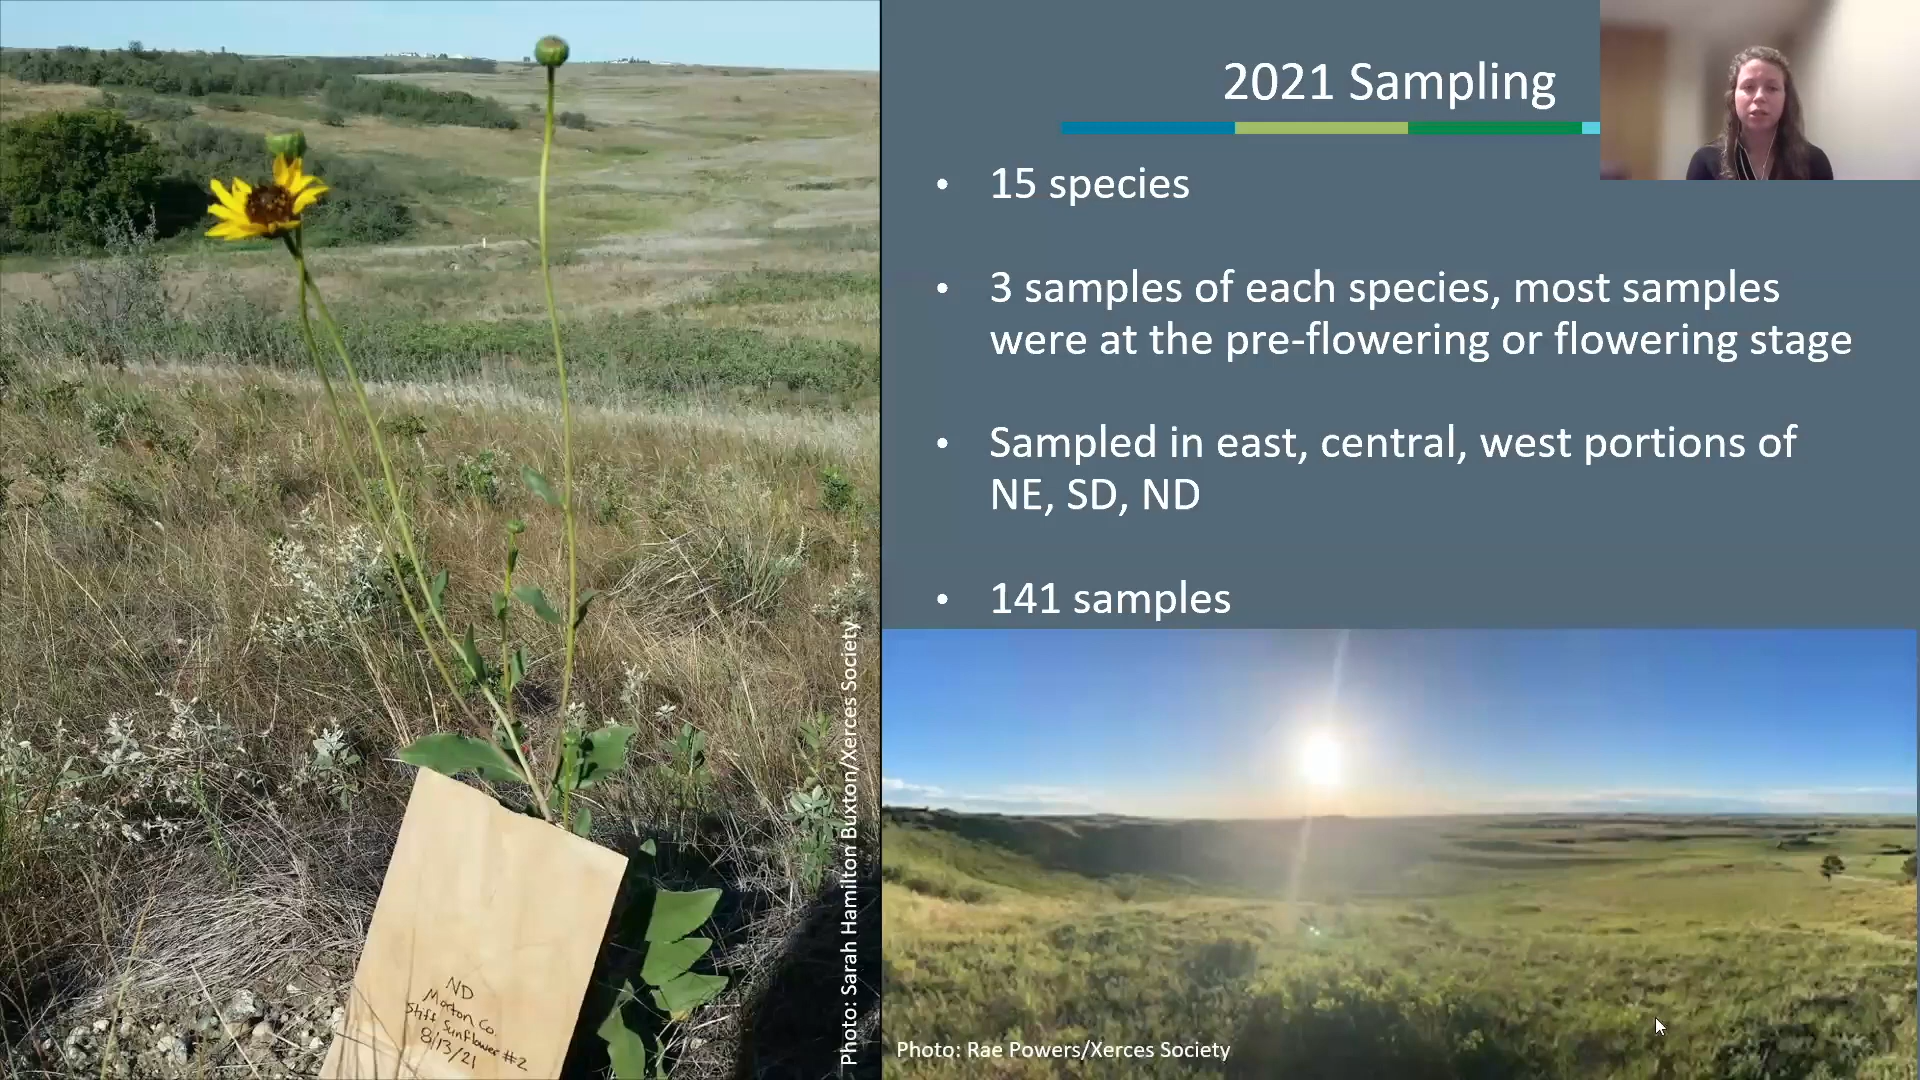 2021 Sampling
• 15 species
• 3 samples of each species, most samples
were at the pre-flowering or flowering stage
• Sampled in east, central, west portions of
NE, SD, ND
• 141 samples
Photo: Sarah Hamilton Buxton/Xerces Society
ND
Morton Co.
Stiff Sunflower #2
8/13/21
Photo: Rae Powers/Xerces Society